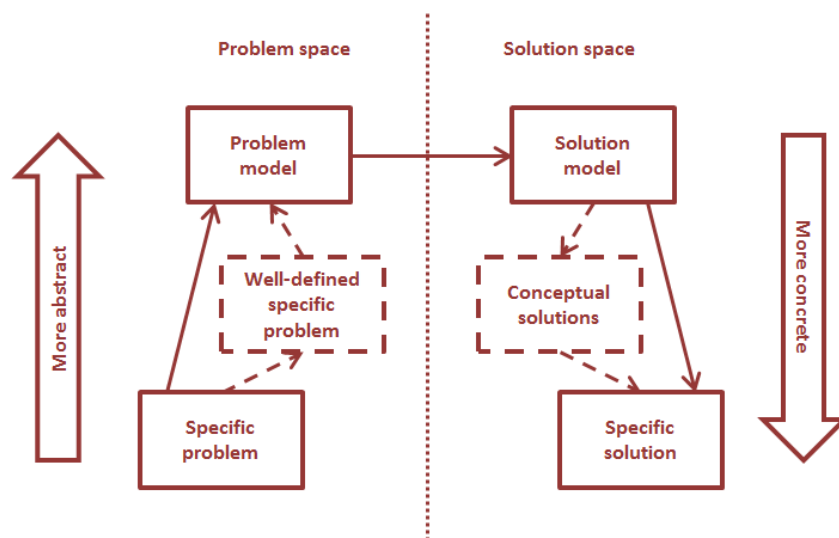 Problem space
Solution space
Problem
model
Solution
model
More abstract
Well-defined
specific
problem
Conceptual
solutions
More concrete
Specific
problem
Specific
solution